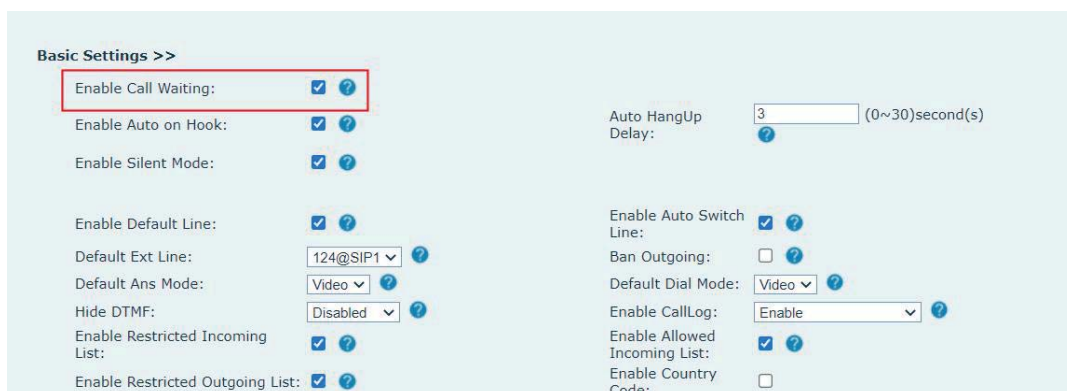 Basic Settings >>
Enable Call Waiting:
Enable Auto on Hook:
Auto HangUp
Delay:
3
(0~30)second(s)
Enable Silent Mode:
Enable Default Line:
Enable Auto Switch
Line:
Default Ext Line:
124@SIP1
Ban Outgoing:
Default Ans Mode:
Video
Default Dial Mode:
Video
Hide DTMF:
Disabled
Enable CallLog:
Enable
Enable Restricted Incoming
List:
Enable Allowed
Incoming List:
Enable Restricted Outgoing List:
Enable Country
Code: